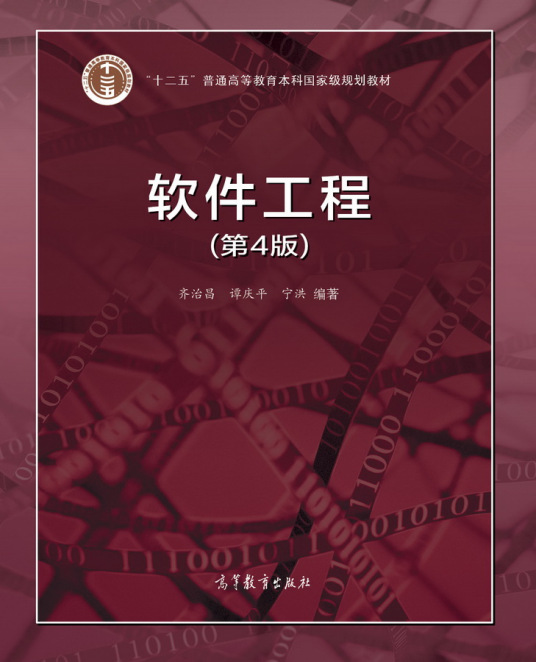 “十二五”普通高等教育本科国家级规划教材
软件工程
(第4版)
齐治昌 谭庆平 宁洪 编著
高等教育出版社